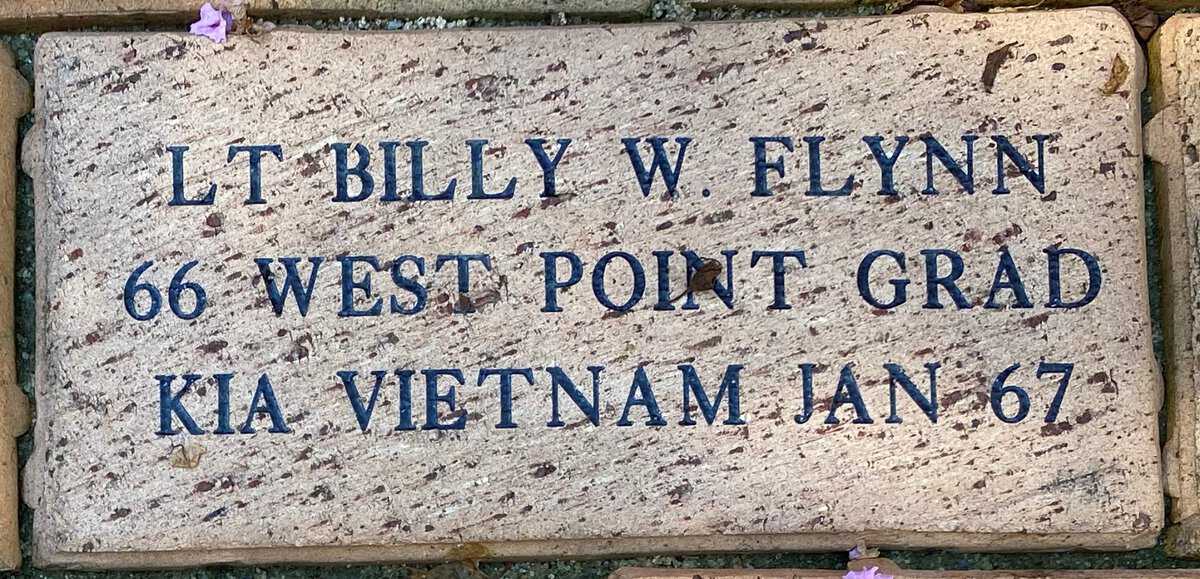 LT BILLY W. FLYNN
66 WEST POINT GRAD
KIA VIETNAM JAN 67